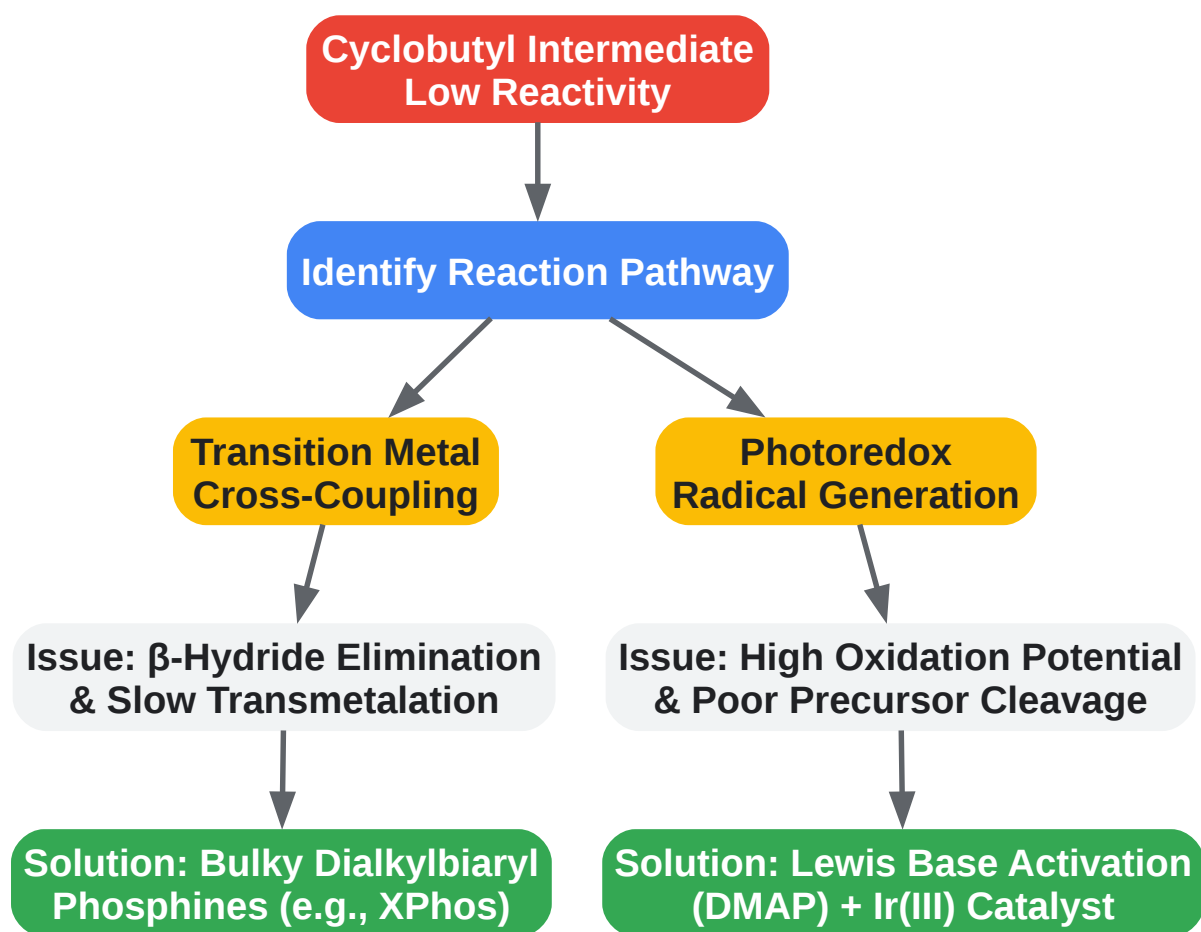 Cyclobutyl Intermediate
Low Reactivity
Identify Reaction Pathway
Transition Metal
Cross-Coupling
Photoredox
Radical Generation
Issue: β-Hydride Elimination
& Slow Transmetalation
Issue: High Oxidation Potential
& Poor Precursor Cleavage
Solution: Bulky Dialkylbiaryl
Phosphines (e.g., XPhos)
Solution: Lewis Base Activation
(DMAP) + Ir(III) Catalyst